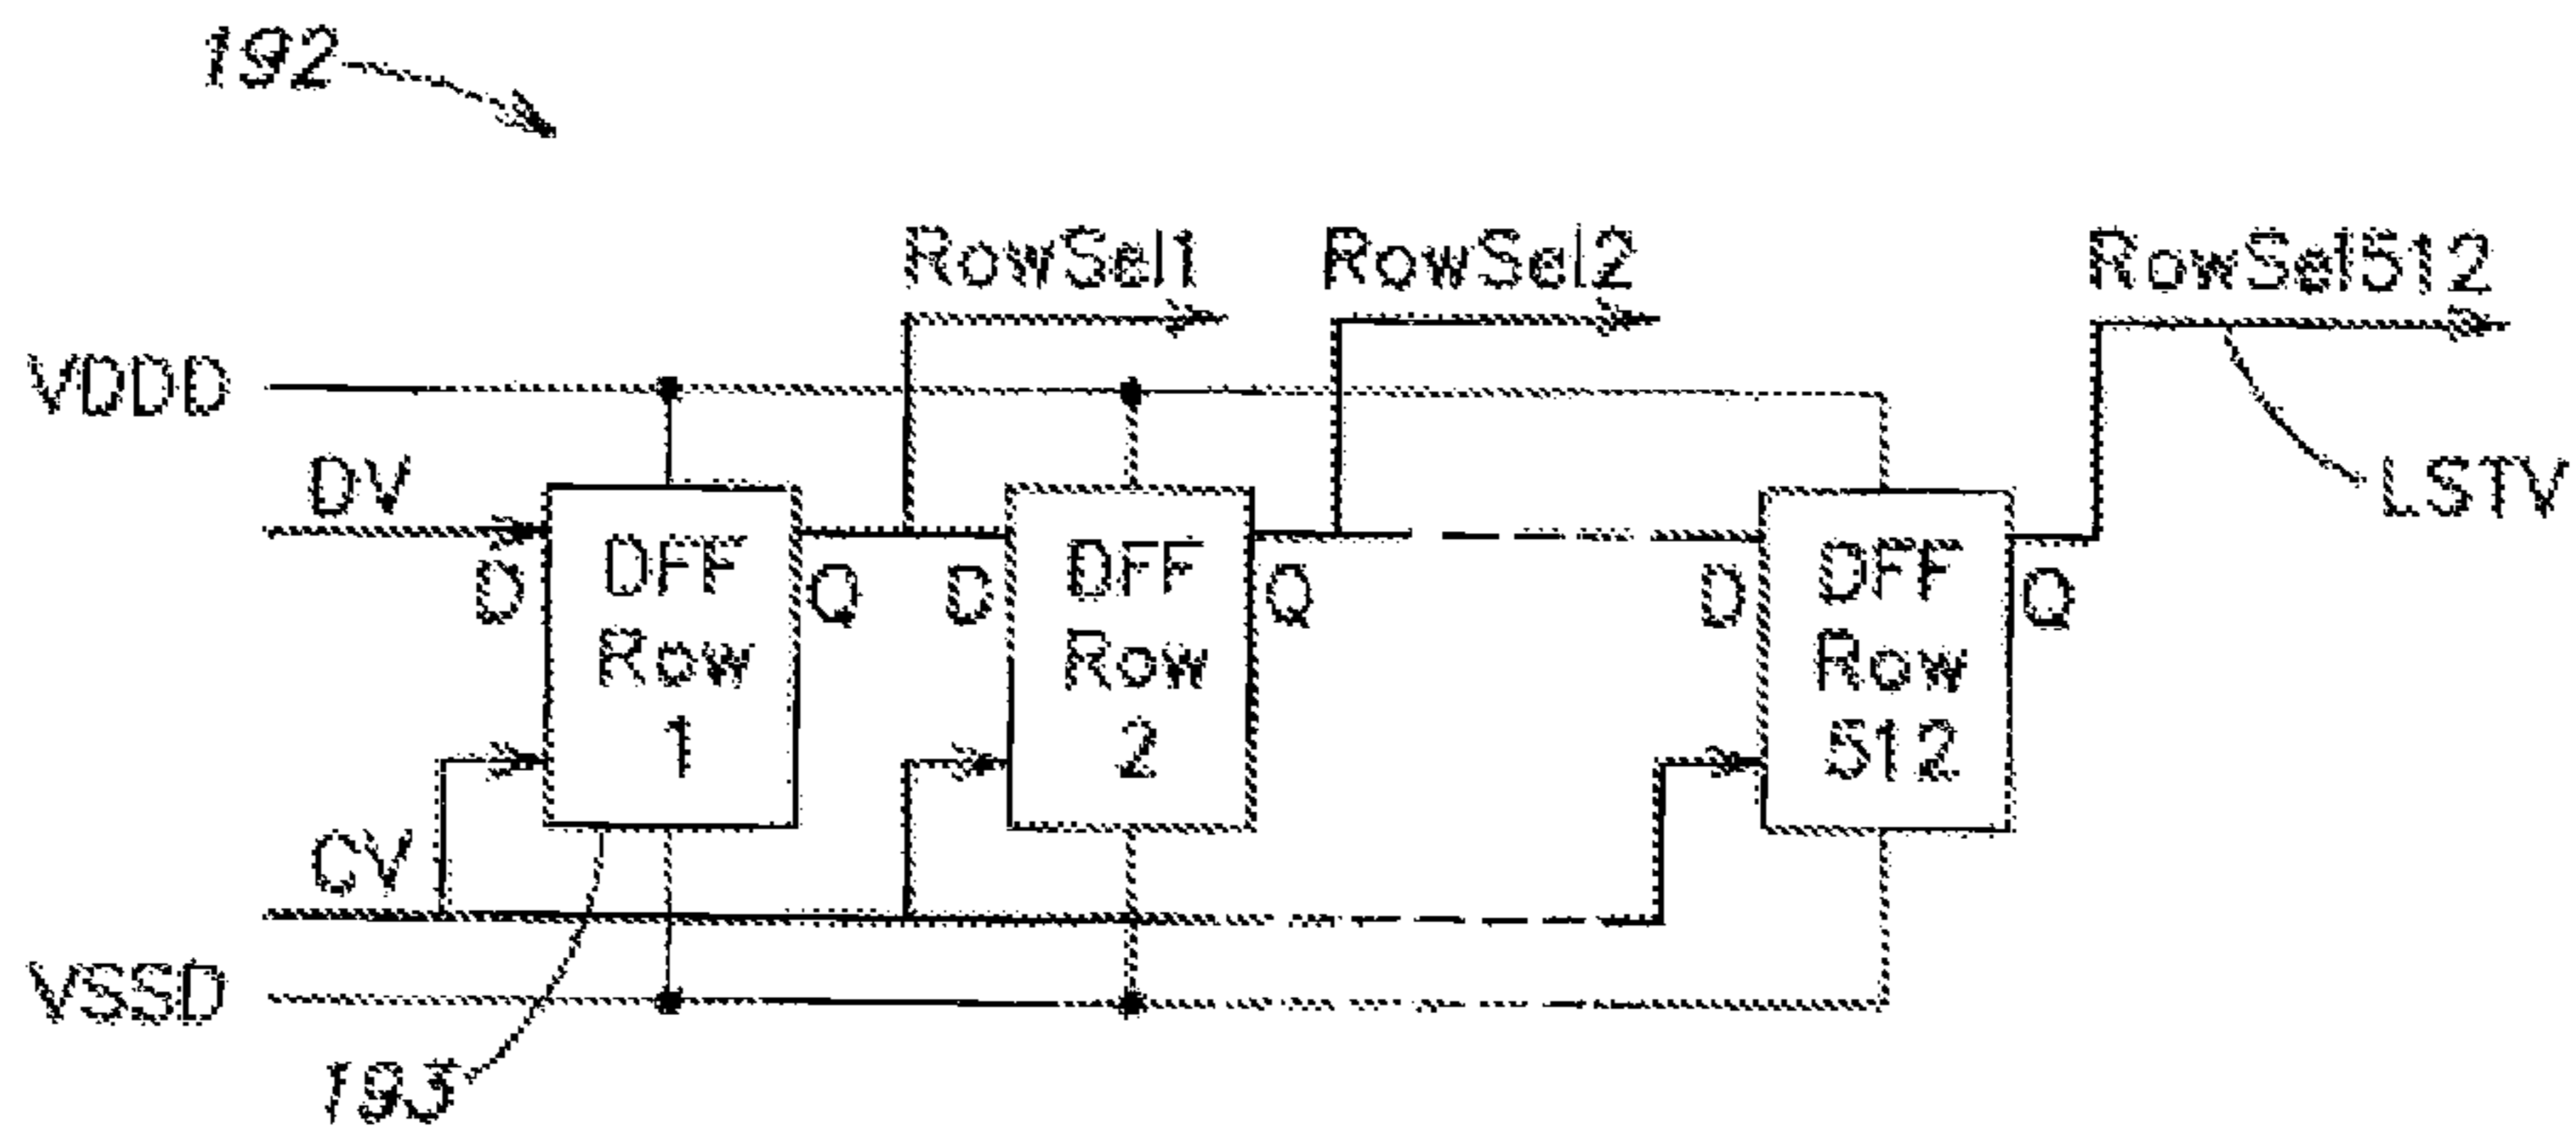 192
RowSel1
RowSel2
RowSel512
VDDD
DV
LSTV
D
DFF
Row
1
Q
D
DFF
Row
2
Q
D
DFF
Row
512
Q
CV
VSSD
193